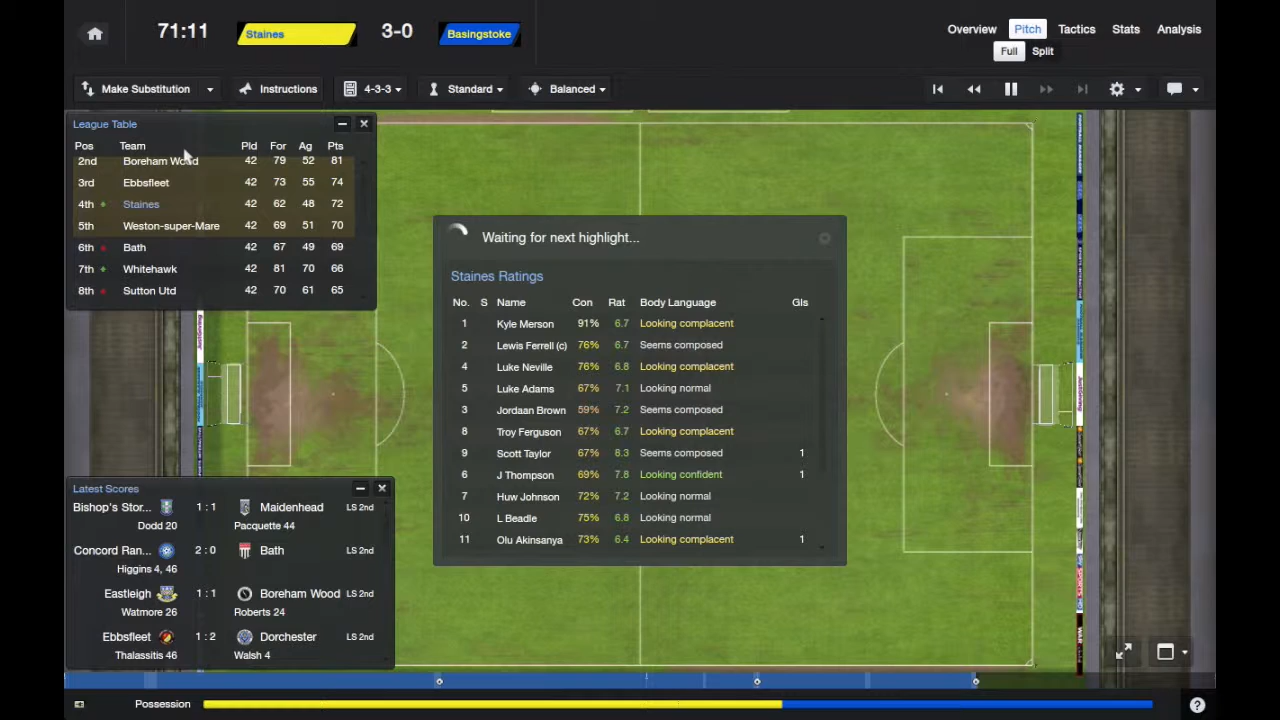 71:11 Staines 3-0 Basingstoke
Overview Pitch Tactics Stats Analysis
Full Split
Make Substitution Instructions 4-3-3 Standard Balanced
League Table
Pos Team Pld For Ag Pts
2nd Boreham Wood 42 79 52 81
3rd Ebbsfleet 42 73 55 74
4th Staines 42 62 48 72
5th Weston-super-Mare 42 69 51 70
6th Bath 42 67 49 69
7th Whitehawk 42 81 70 66
8th Sutton Utd 42 70 61 65
Waiting for next highlight...
Staines Ratings
No. S Name Con Rat Body Language Gls
1 Kyle Merson 91% 6.7 Looking complacent
2 Lewis Ferrell (c) 76% 6.7 Seems composed
4 Luke Neville 76% 6.8 Looking complacent
5 Luke Adams 67% 7.1 Looking normal
3 Jordaan Brown 59% 7.2 Seems composed
8 Troy Ferguson 67% 6.7 Looking complacent
9 Scott Taylor 67% 8.3 Seems composed 1
6 J Thompson 69% 7.8 Looking confident 1
7 Huw Johnson 72% 7.2 Looking normal
10 L Beadle 75% 6.8 Looking normal
11 Olu Akinsanya 73% 6.4 Looking complacent 1
Latest Scores
Bishop's Stor... 1 : 1 Maidenhead LS 2nd
Dodd 20 Pacquette 44
Concord Ran... 2 : 0 Bath LS 2nd
Higgins 4, 46
Eastleigh 1 : 1 Boreham Wood LS 2nd
Watmore 26 Roberts 24
Ebbsfleet 1 : 2 Dorchester LS 2nd
Thalassitis 46 Walsh 4
Possession
?